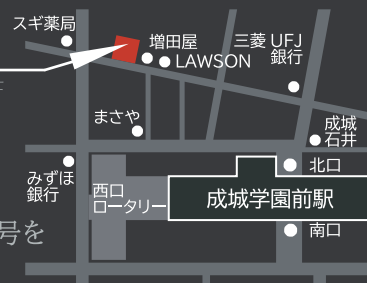 スギ薬局
増田屋
LAWSON
三菱 UFJ
銀行
まさや
成城
石井
みずほ
銀行
西口
ロータリー
北口
成城学園前駅
南口
号を